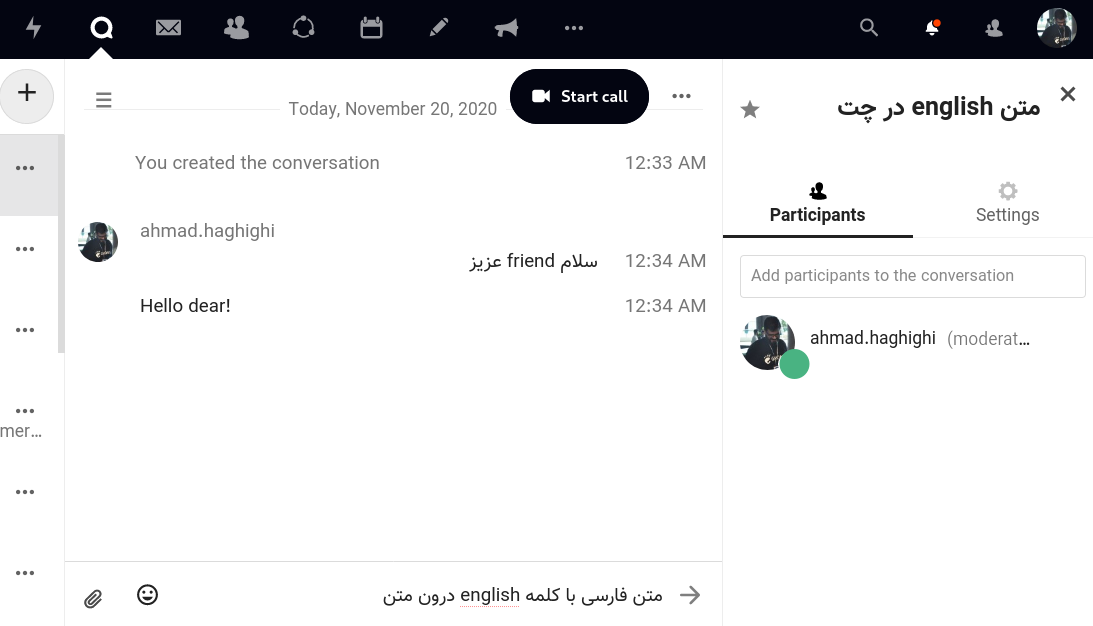 Today, November 20, 2020
Start call
You created the conversation 12:33 AM
ahmad.haghighi
سلام friend عزیز 12:34 AM
Hello dear! 12:34 AM
mer...
متن فارسی با کلمه english درون متن
متن english در چت
Participants
Settings
Add participants to the conversation
ahmad.haghighi (moderat...